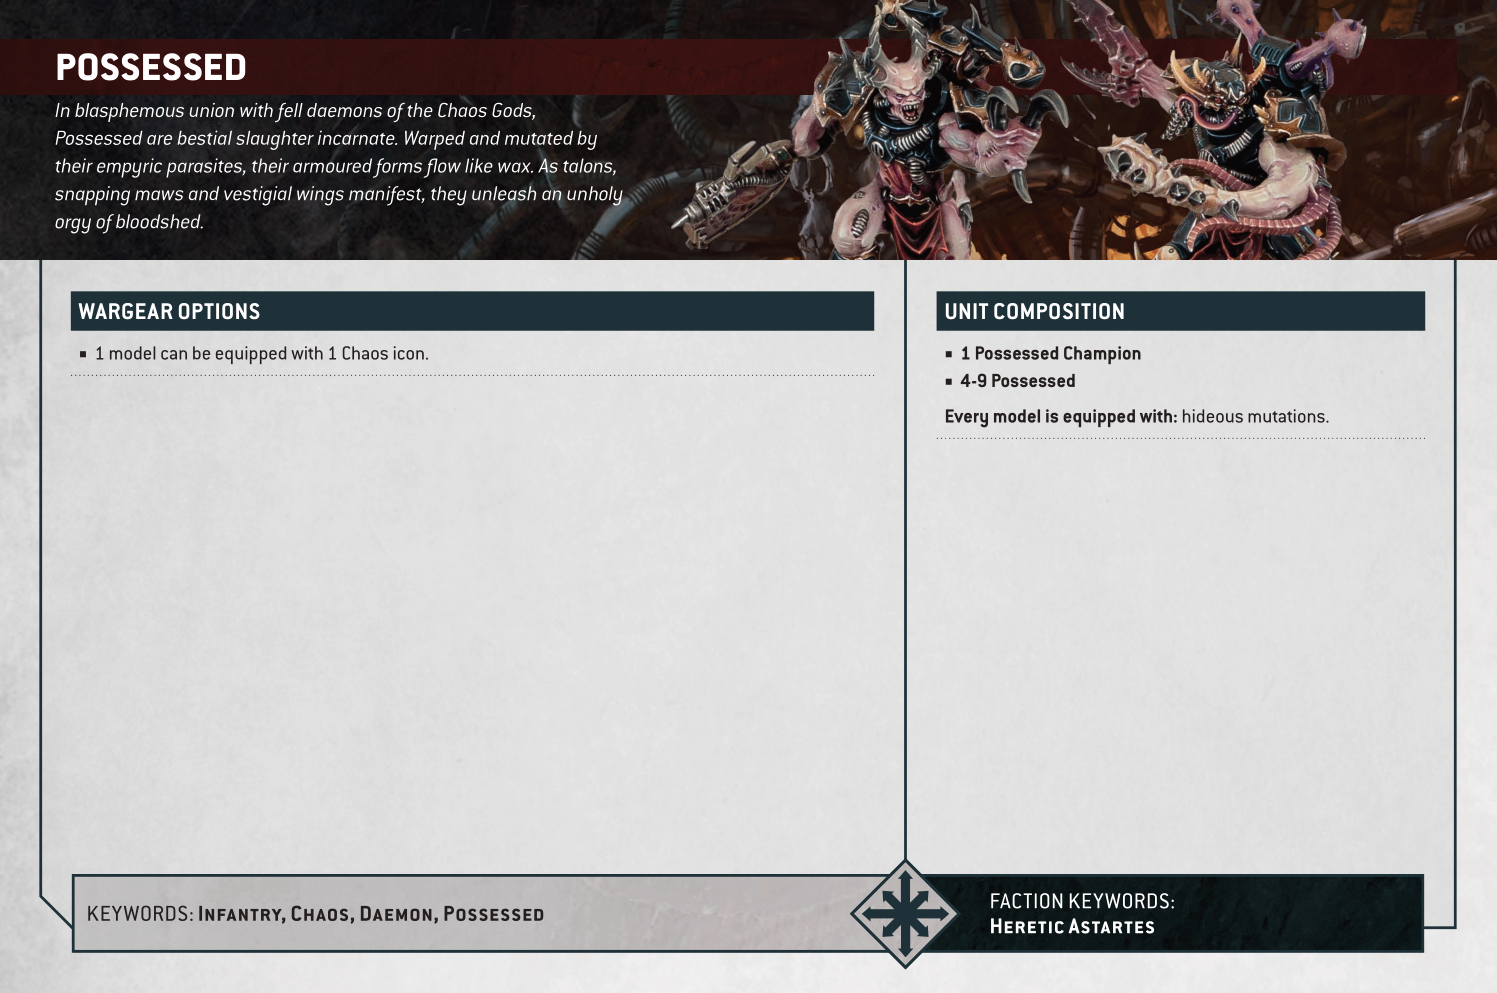 POSSESSED
In blasphemous union with fell daemons of the Chaos Gods,
Possessed are bestial slaughter incarnate. Warped and mutated by
their empyric parasites, their armoured forms flow like wax. As talons,
snapping maws and vestigial wings manifest, they unleash an unholy
orgy of bloodshed.
WARGEAR OPTIONS
■ 1 model can be equipped with 1 Chaos icon.
UNIT COMPOSITION
■ 1 Possessed Champion
■ 4-9 Possessed
Every model is equipped with: hideous mutations.
KEYWORDS: Infantry, Chaos, Daemon, Possessed
FACTION KEYWORDS:
Heretic Astartes